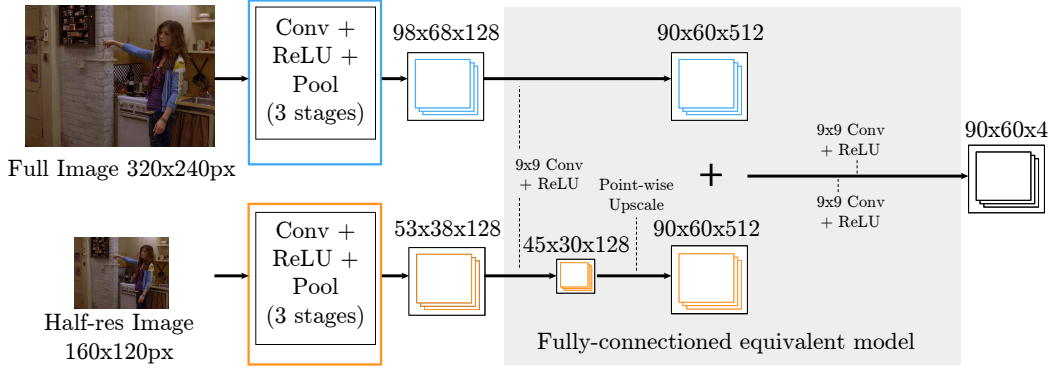 Conv +
ReLU +
Pool
(3 stages)
98x68x128
90x60x512
9x9 Conv
+ ReLU
90x60x4
Full Image 320x240px
9x9 Conv
+ ReLU
Point-wise
Upscale
+
9x9 Conv
+ ReLU
Conv +
ReLU +
Pool
(3 stages)
53x38x128
45x30x128
90x60x512
Half-res Image
160x120px
Fully-connectioned equivalent model